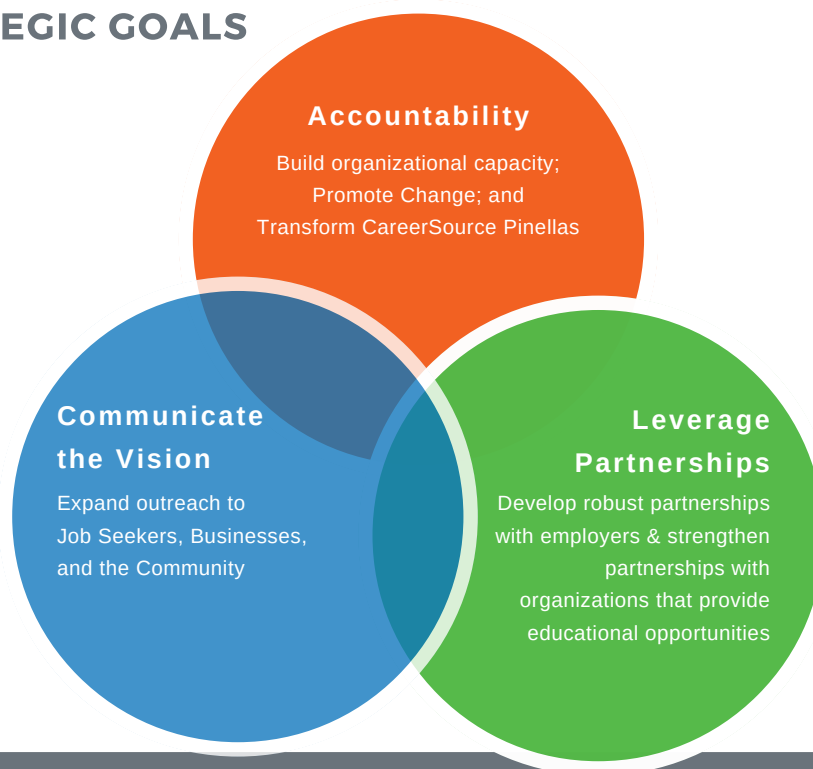 EGIC GOALS
Accountability
Build organizational capacity;
Promote Change; and
Transform CareerSource Pinellas
Communicate
the Vision
Expand outreach to
Job Seekers, Businesses,
and the Community
Leverage
Partnerships
Develop robust partnerships
with employers & strengthen
partnerships with
organizations that provide
educational opportunities